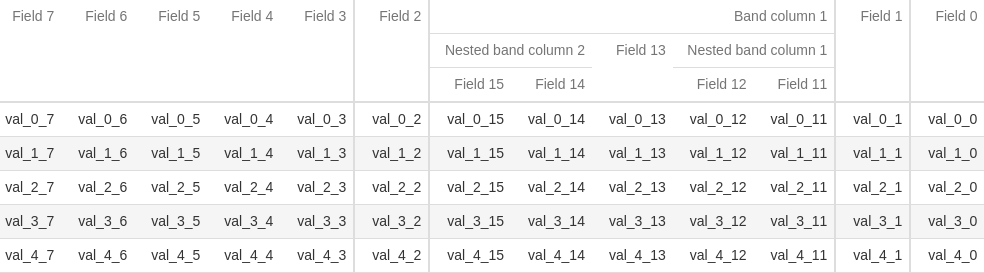 Field 7 Field 6 Field 5 Field 4 Field 3 Field 2 Band column 1 Field 1 Field 0
Nested band column 2 Field 13 Nested band column 1
Field 15 Field 14 Field 12 Field 11
val_0_7 val_0_6 val_0_5 val_0_4 val_0_3 val_0_2 val_0_15 val_0_14 val_0_13 val_0_12 val_0_11 val_0_1 val_0_0
val_1_7 val_1_6 val_1_5 val_1_4 val_1_3 val_1_2 val_1_15 val_1_14 val_1_13 val_1_12 val_1_11 val_1_1 val_1_0
val_2_7 val_2_6 val_2_5 val_2_4 val_2_3 val_2_2 val_2_15 val_2_14 val_2_13 val_2_12 val_2_11 val_2_1 val_2_0
val_3_7 val_3_6 val_3_5 val_3_4 val_3_3 val_3_2 val_3_15 val_3_14 val_3_13 val_3_12 val_3_11 val_3_1 val_3_0
val_4_7 val_4_6 val_4_5 val_4_4 val_4_3 val_4_2 val_4_15 val_4_14 val_4_13 val_4_12 val_4_11 val_4_1 val_4_0